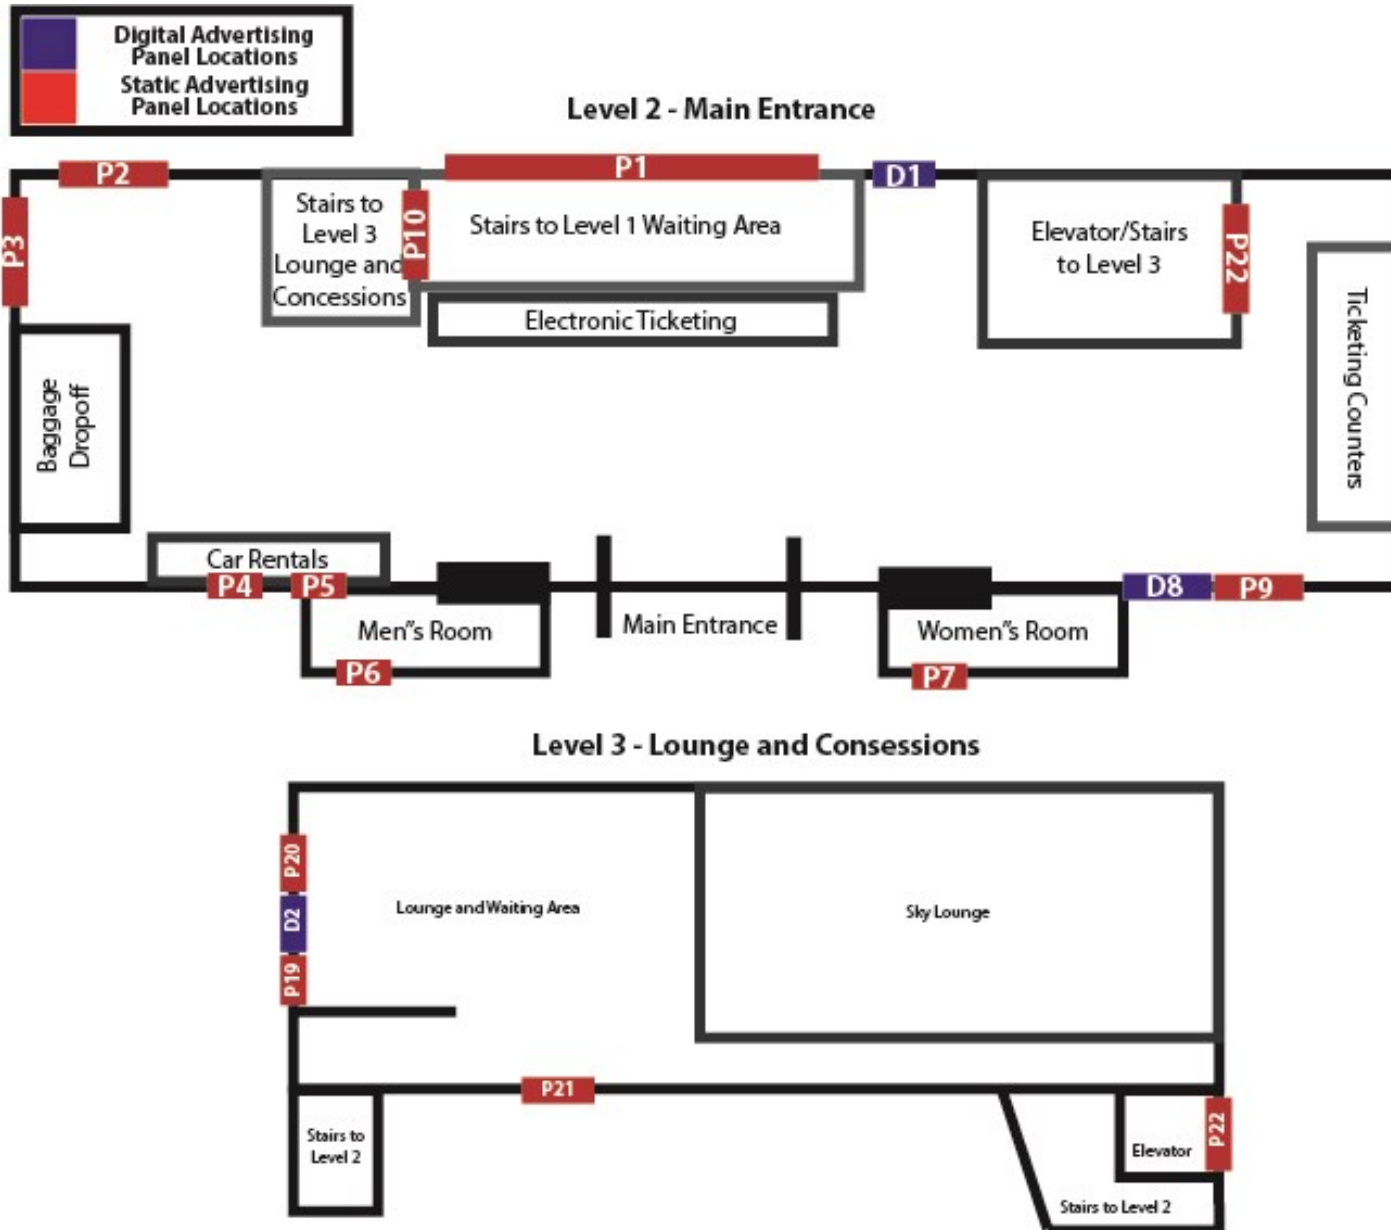 Digital Advertising
Panel Locations
Static Advertising
Panel Locations
Level 2 - Main Entrance
P2
P1
D1
P3
Stairs to
Level 3
Lounge and
Concessions
P10
Stairs to Level 1 Waiting Area
Elevator/Stairs
to Level 3
P22
Electronic Ticketing
Ticketing Counters
Baggage
Dropoff
Car Rentals
P4
P5
D8
P9
Men"s Room
Main Entrance
Women"s Room
P6
P7
Level 3 - Lounge and Consessions
P20
D2
P19
Lounge and Waiting Area
Sky Lounge
P21
Stairs to
Level 2
P22
Elevator
Stairs to Level 2